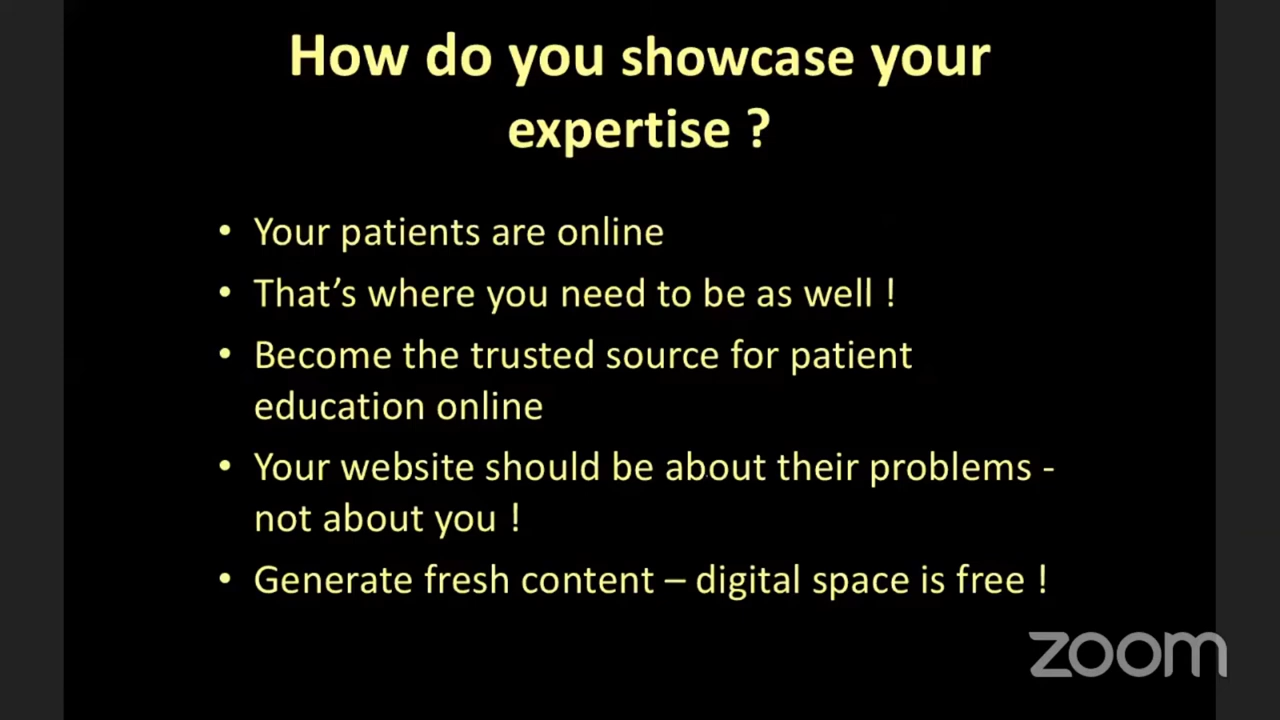 How do you showcase your
expertise ?
• Your patients are online
• That’s where you need to be as well !
• Become the trusted source for patient
education online
• Your website should be about their problems -
not about you !
• Generate fresh content – digital space is free !
zoom